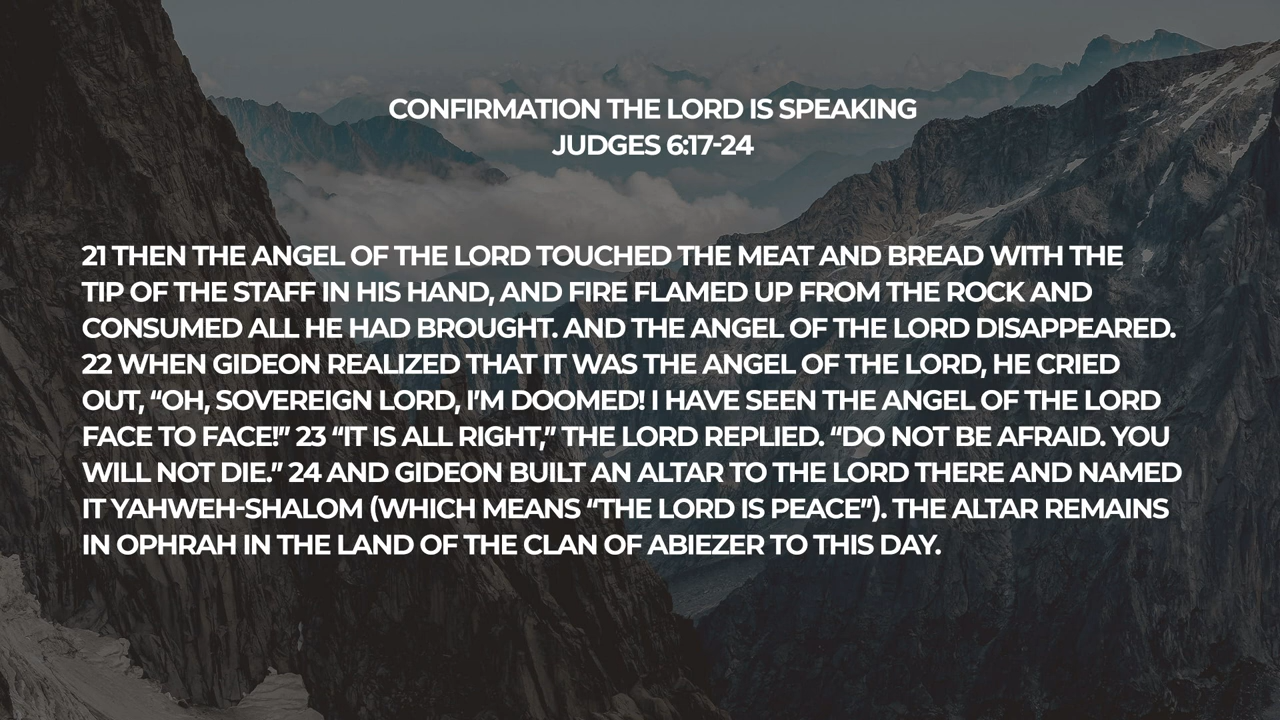 CONFIRMATION THE LORD IS SPEAKING
JUDGES 6:17-24
21 THEN THE ANGEL OF THE LORD TOUCHED THE MEAT AND BREAD WITH THE
TIP OF THE STAFF IN HIS HAND, AND FIRE FLAMED UP FROM THE ROCK AND
CONSUMED ALL HE HAD BROUGHT. AND THE ANGEL OF THE LORD DISAPPEARED.
22 WHEN GIDEON REALIZED THAT IT WAS THE ANGEL OF THE LORD, HE CRIED
OUT, “OH, SOVEREIGN LORD, I’M DOOMED! I HAVE SEEN THE ANGEL OF THE LORD
FACE TO FACE!” 23 “IT IS ALL RIGHT,” THE LORD REPLIED. “DO NOT BE AFRAID. YOU
WILL NOT DIE.” 24 AND GIDEON BUILT AN ALTAR TO THE LORD THERE AND NAMED
IT YAHWEH-SHALOM (WHICH MEANS “THE LORD IS PEACE”). THE ALTAR REMAINS
IN OPHRAH IN THE LAND OF THE CLAN OF ABIEZER TO THIS DAY.